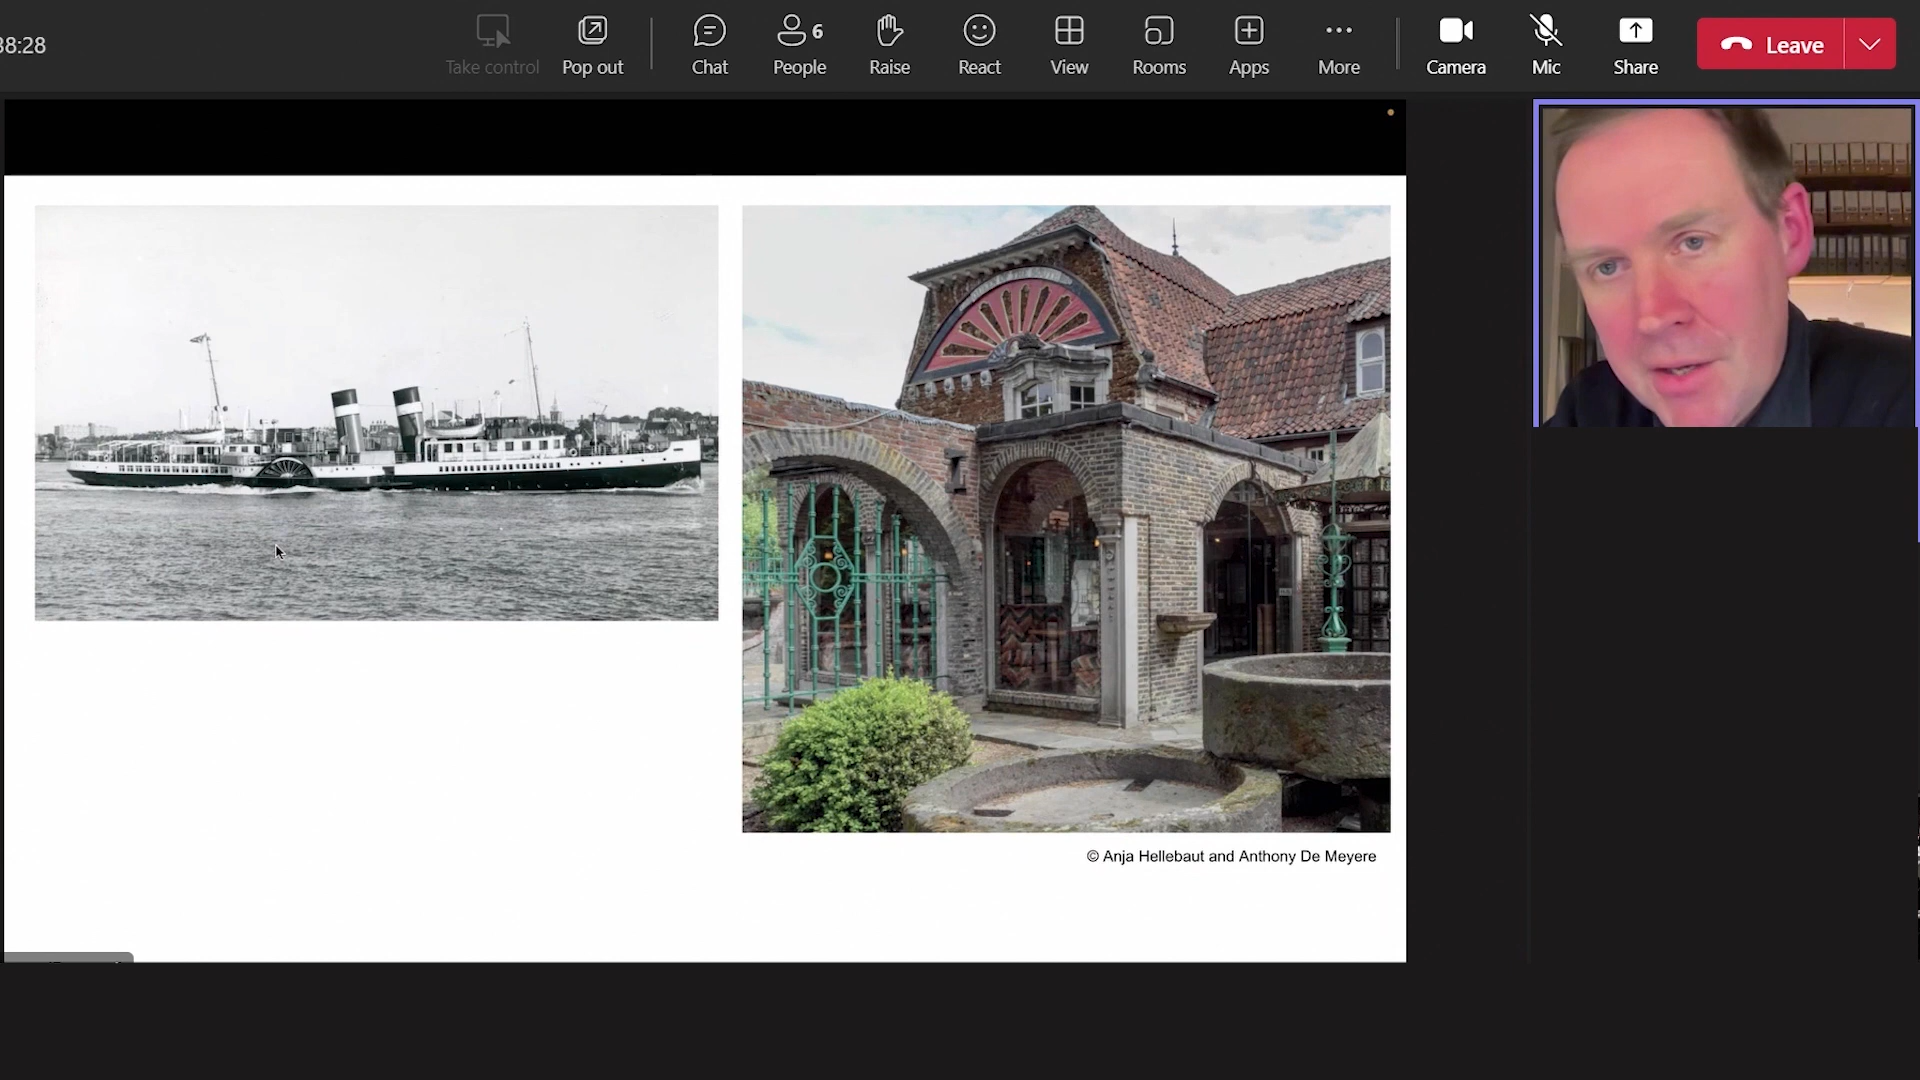 38:28
Take control
Pop out
Chat
People 6
Raise
React
View
Rooms
Apps
More
Camera
Mic
Share
Leave
© Anja Hellebaut and Anthony De Meyere